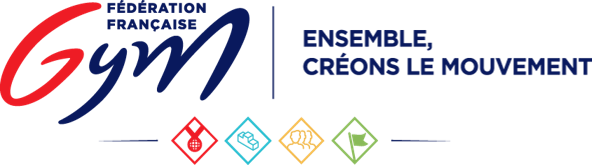 FÉDÉRATION
FRANÇAISE
Gym
ENSEMBLE,
CRÉONS LE MOUVEMENT